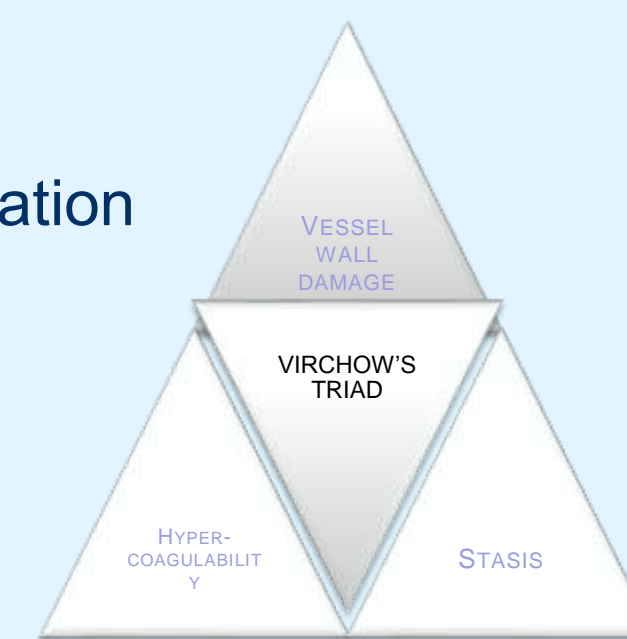 ation
VESSEL
WALL
DAMAGE
VIRCHOW'S
TRIAD
HYPER-
COAGULABILIT
Y
STASIS